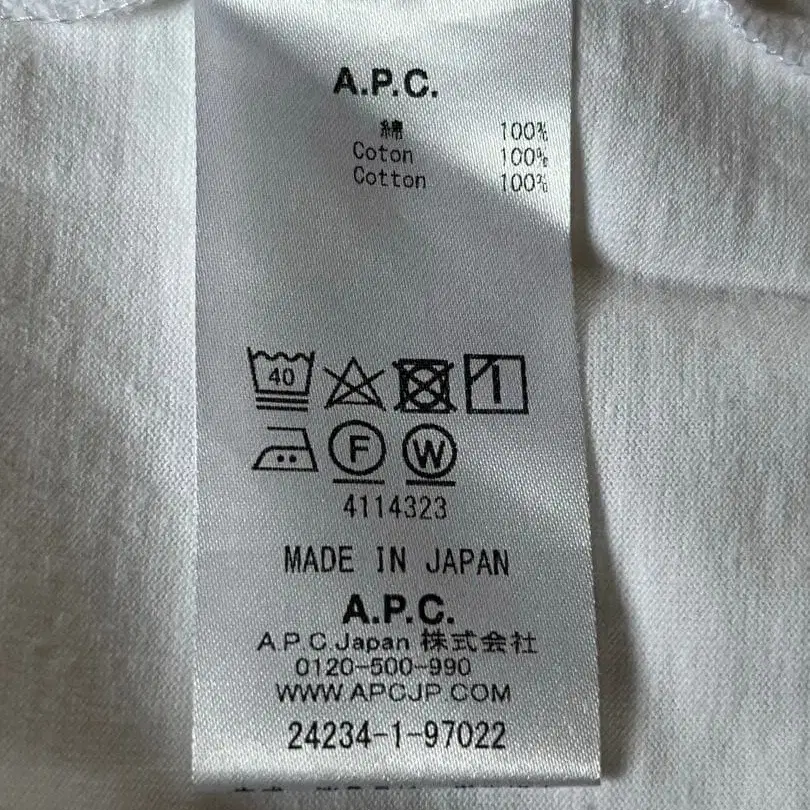 A.P.C.
綿 100%
Coton 100%
Cotton 100%
40
F W
4114323
MADE IN JAPAN
A.P.C.
A.P.C.Japan 株式会社
0120-500-990
WWW.APCJP.COM
24234-1-97022